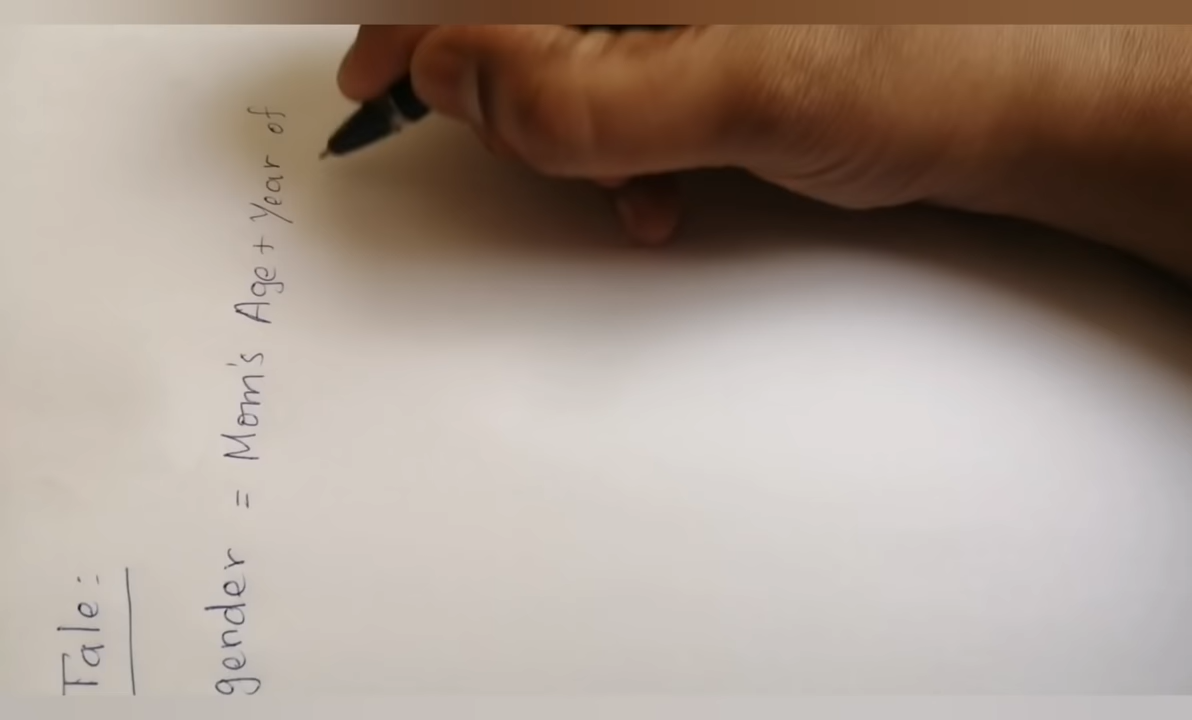 Tale:
gender = Mom's Age + Year of